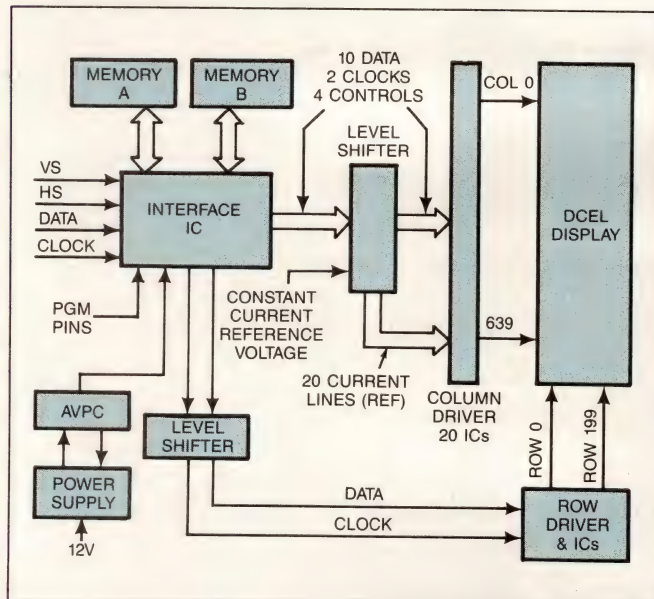 MEMORY
A
MEMORY
B
10 DATA
2 CLOCKS
4 CONTROLS
COL 0
LEVEL
SHIFTER
VS
HS
DATA
CLOCK
INTERFACE
IC
DCEL
DISPLAY
PGM
PINS
CONSTANT
CURRENT
REFERENCE
VOLTAGE
639
20 CURRENT
LINES (REF)
COLUMN
DRIVER
20 ICs
AVPC
LEVEL
SHIFTER
ROW 0
ROW 199
POWER
SUPPLY
12V
DATA
CLOCK
ROW
DRIVER
& ICs